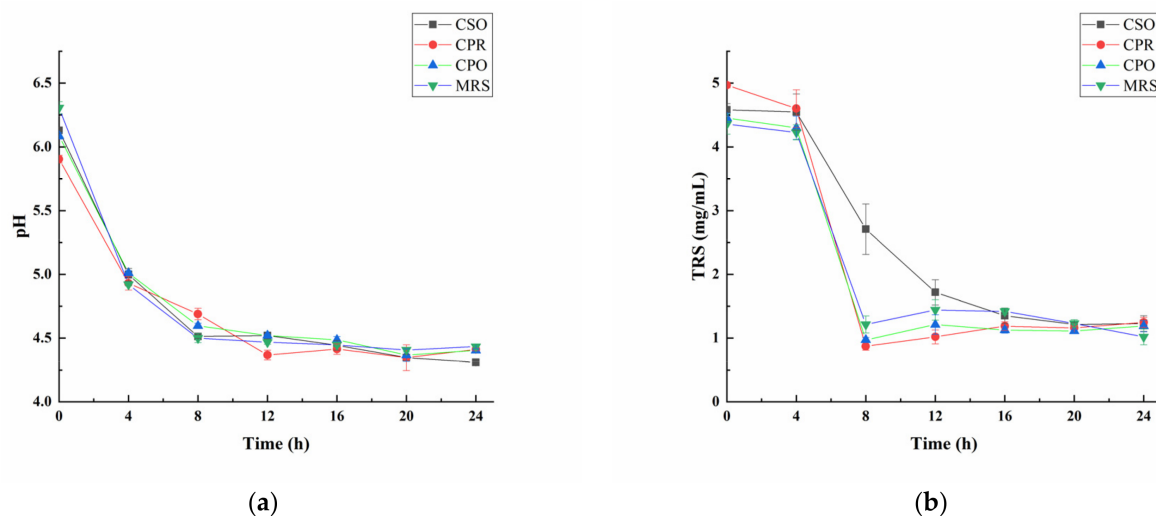 CSO
CPR
CPO
MRS
6.5
6.0
5.5
5.0
4.5
4.0
pH
0 4 8 12 16 20 24
Time (h)
(a)
CSO
CPR
CPO
MRS
5
4
3
2
1
0
TRS (mg/mL)
0 4 8 12 16 20 24
Time (h)
(b)